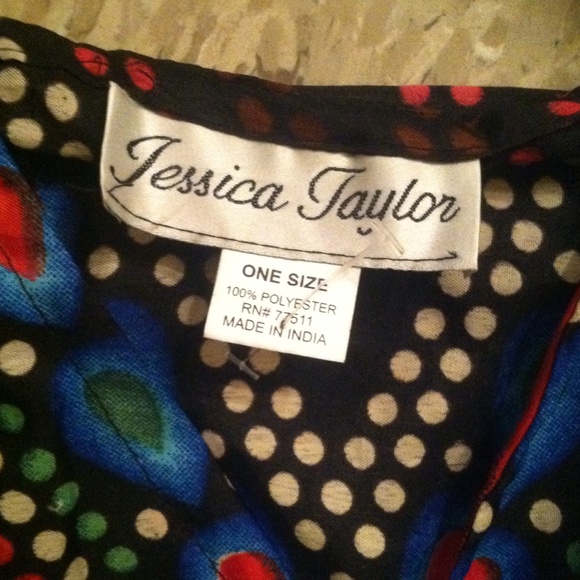 Jessica Taylor
ONE SIZE
100% POLYESTER
RN# 77511
MADE IN INDIA